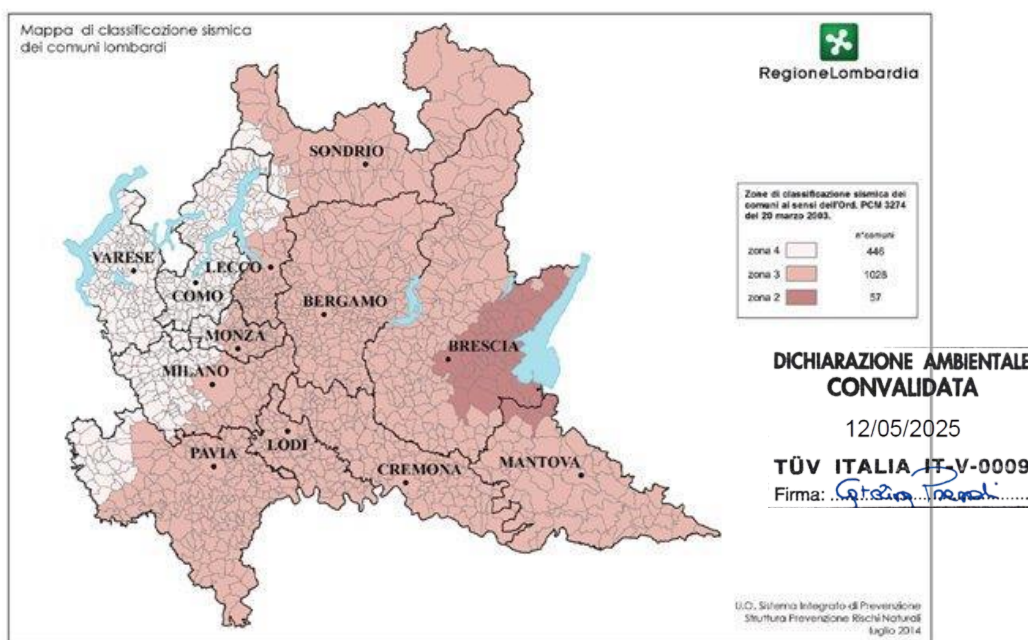 Mappa di classificazione sismica
dei comuni lombardi
RegioneLombardia
SONDRIO
VARESE
LECCO
COMO
BERGAMO
MONZA
BRESCIA
MILANO
PAVIA
LODI
CREMONA
MANTOVA
Zone di classificazione sismica dei
comuni ai sensi dell'Ord. PCM 3274
del 20 marzo 2003.
n°comuni
zona 4 446
zona 3 1028
zona 2 57
DICHIARAZIONE AMBIENTALE
CONVALIDATA
12/05/2025
TÜV ITALIA IT-V-0009
Firma:
U.O. Sistema Integrato di Prevenzione
Struttura Prevenzione Rischi Naturali
luglio 2014